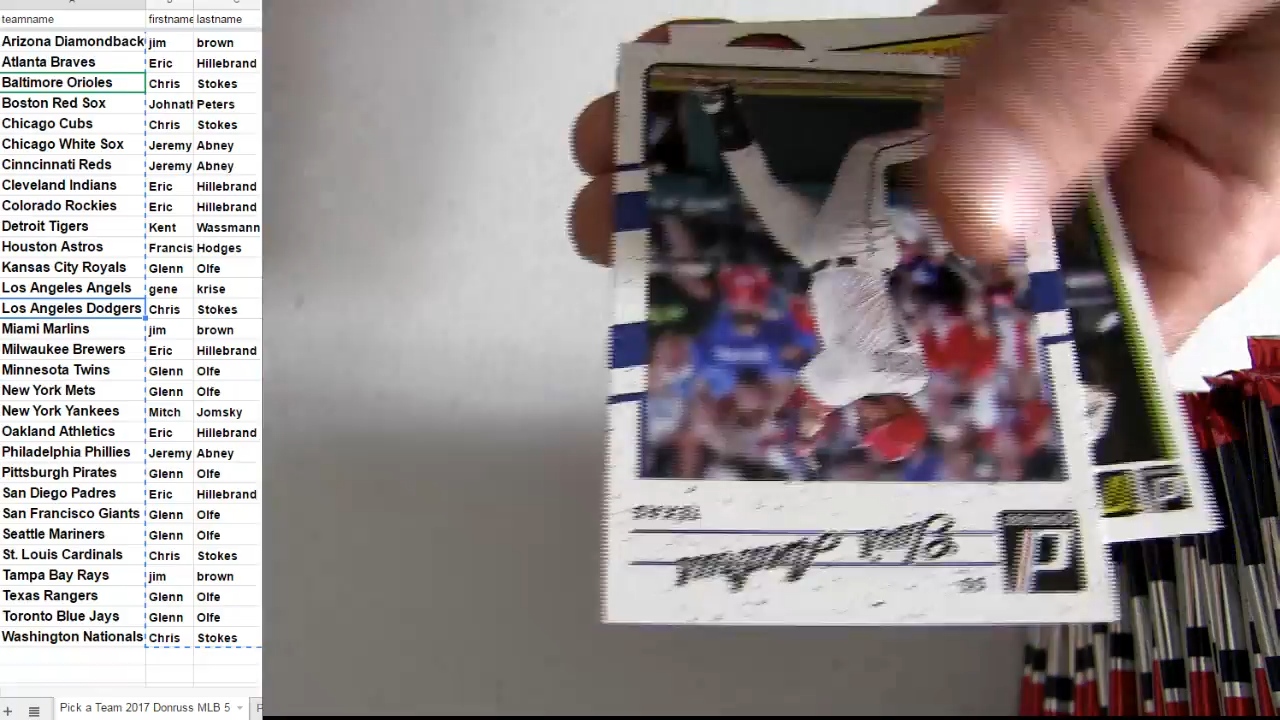 teamname firstname lastname
Arizona Diamondback jim brown
Atlanta Braves Eric Hillebrand
Baltimore Orioles Chris Stokes
Boston Red Sox Johnath Peters
Chicago Cubs Chris Stokes
Chicago White Sox Jeremy Abney
Cinncinnati Reds Jeremy Abney
Cleveland Indians Eric Hillebrand
Colorado Rockies Eric Hillebrand
Detroit Tigers Kent Wassmann
Houston Astros Francis Hodges
Kansas City Royals Glenn Olfe
Los Angeles Angels gene krise
Los Angeles Dodgers Chris Stokes
Miami Marlins jim brown
Milwaukee Brewers Eric Hillebrand
Minnesota Twins Glenn Olfe
New York Mets Glenn Olfe
New York Yankees Mitch Jomsky
Oakland Athletics Eric Hillebrand
Philadelphia Phillies Jeremy Abney
Pittsburgh Pirates Glenn Olfe
San Diego Padres Eric Hillebrand
San Francisco Giants Glenn Olfe
Seattle Mariners Glenn Olfe
St. Louis Cardinals Chris Stokes
Tampa Bay Rays jim brown
Texas Rangers Glenn Olfe
Toronto Blue Jays Glenn Olfe
Washington Nationals Chris Stokes
Pick a Team 2017 Donruss MLB 5